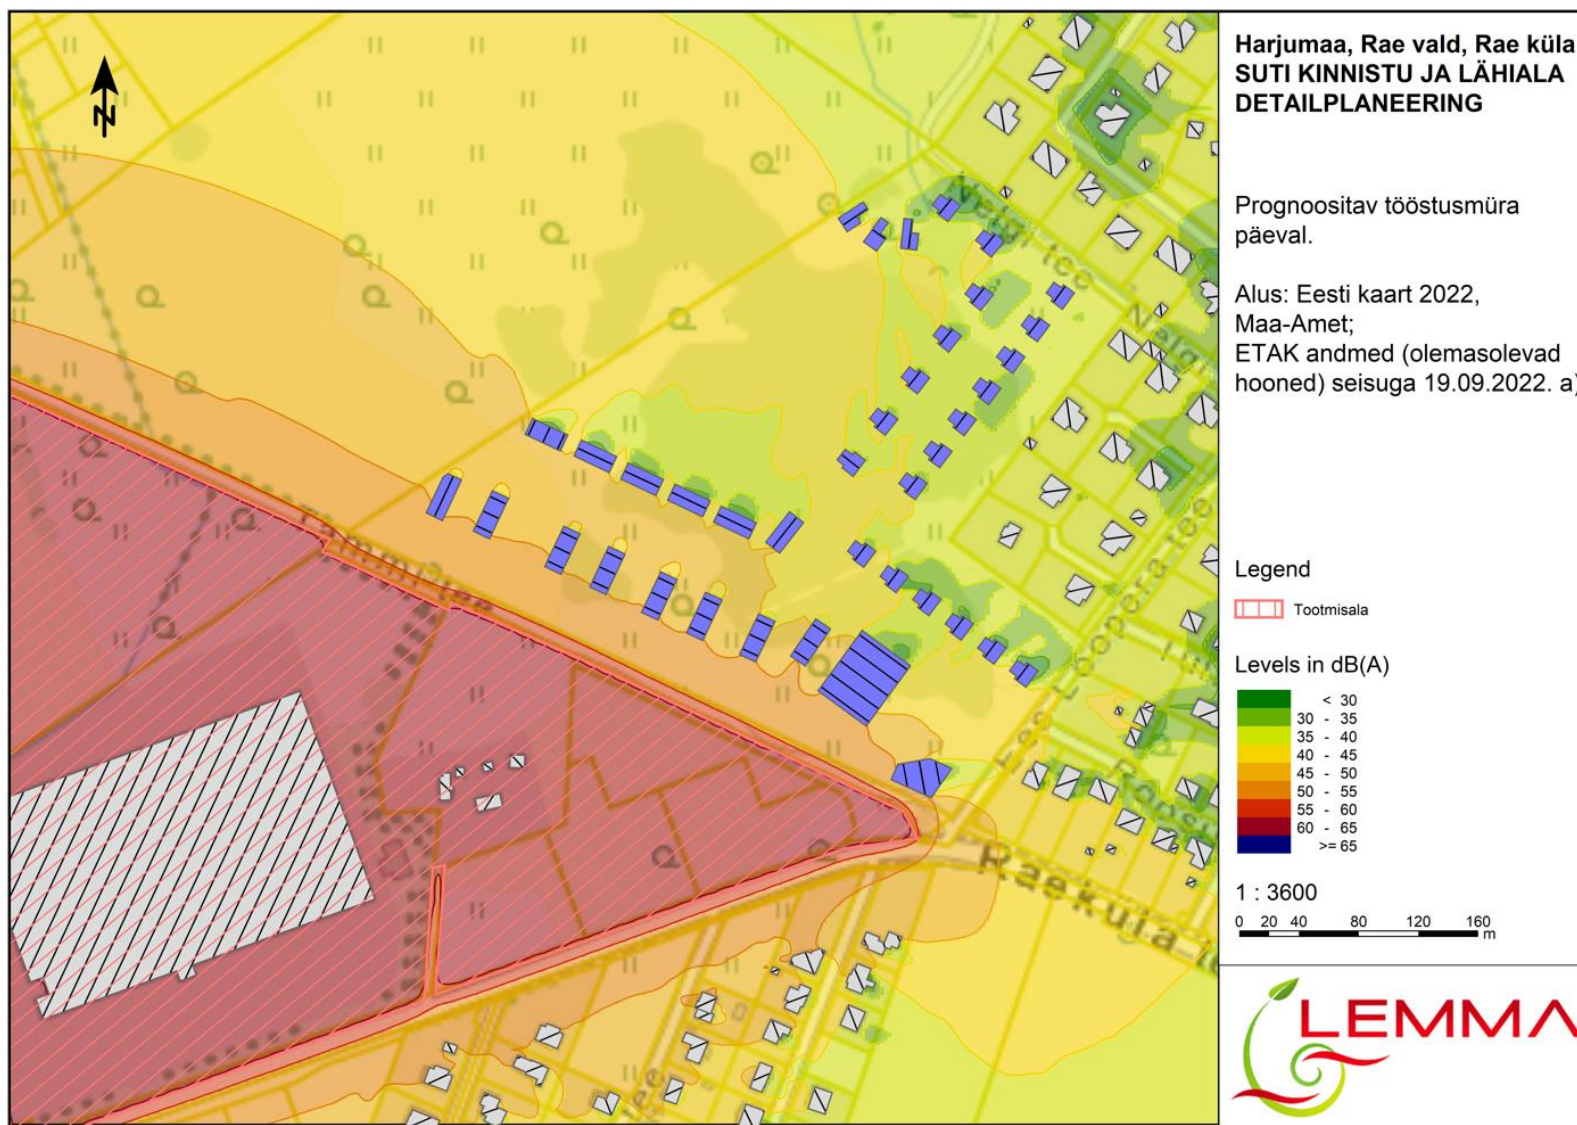 Harjumaa, Rae vald, Rae küla
SUTI KINNISTU JA LÄHIALA
DETAILPLANEERING
Prognoositav tööstusmüra
päeval.
Alus: Eesti kaart 2022,
Maa-Amet;
ETAK andmed (olemasolevad
hooned) seisuga 19.09.2022. a)
Legend
Tootmisala
Levels in dB(A)
< 30
30 - 35
35 - 40
40 - 45
45 - 50
50 - 55
55 - 60
60 - 65
>= 65
1 : 3600
0 20 40 80 120 160
m
LEMMA
N
Raeküla